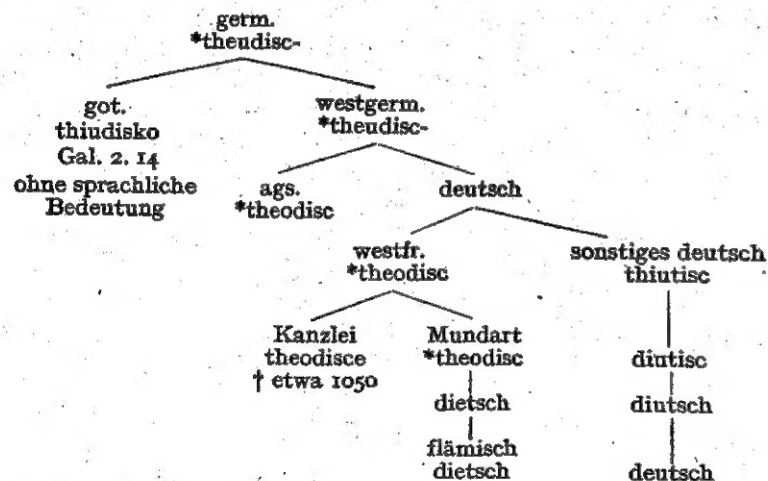 germ.
*theudisc-
got.
thiudisko
Gal. 2. 14
ohne sprachliche
Bedeutung
westgerm.
*theudisc-
ags.
*theodisc
deutsch
westfr.
*theodisc
sonstiges deutsch
thiutisc
Kanzlei
theodisce
† etwa 1050
Mundart
*theodisc
dietsch
flämisch
dietsch
diutisc
diutsch
deutsch